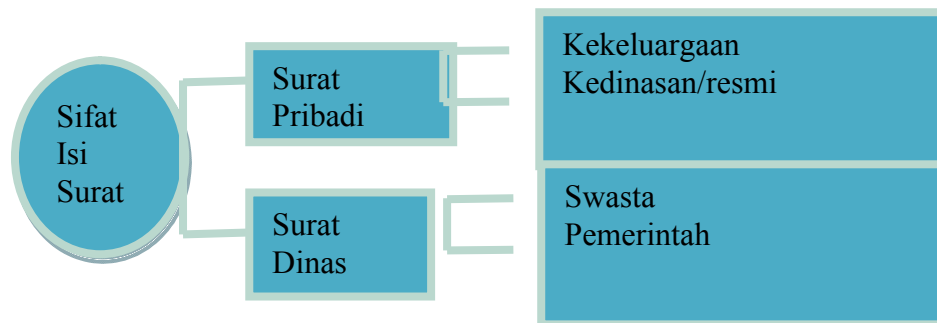 Sifat
Isi
Surat
Surat
Pribadi
Kekeluargaan
Kedinasan/resmi
Surat
Dinas
Swasta
Pemerintah